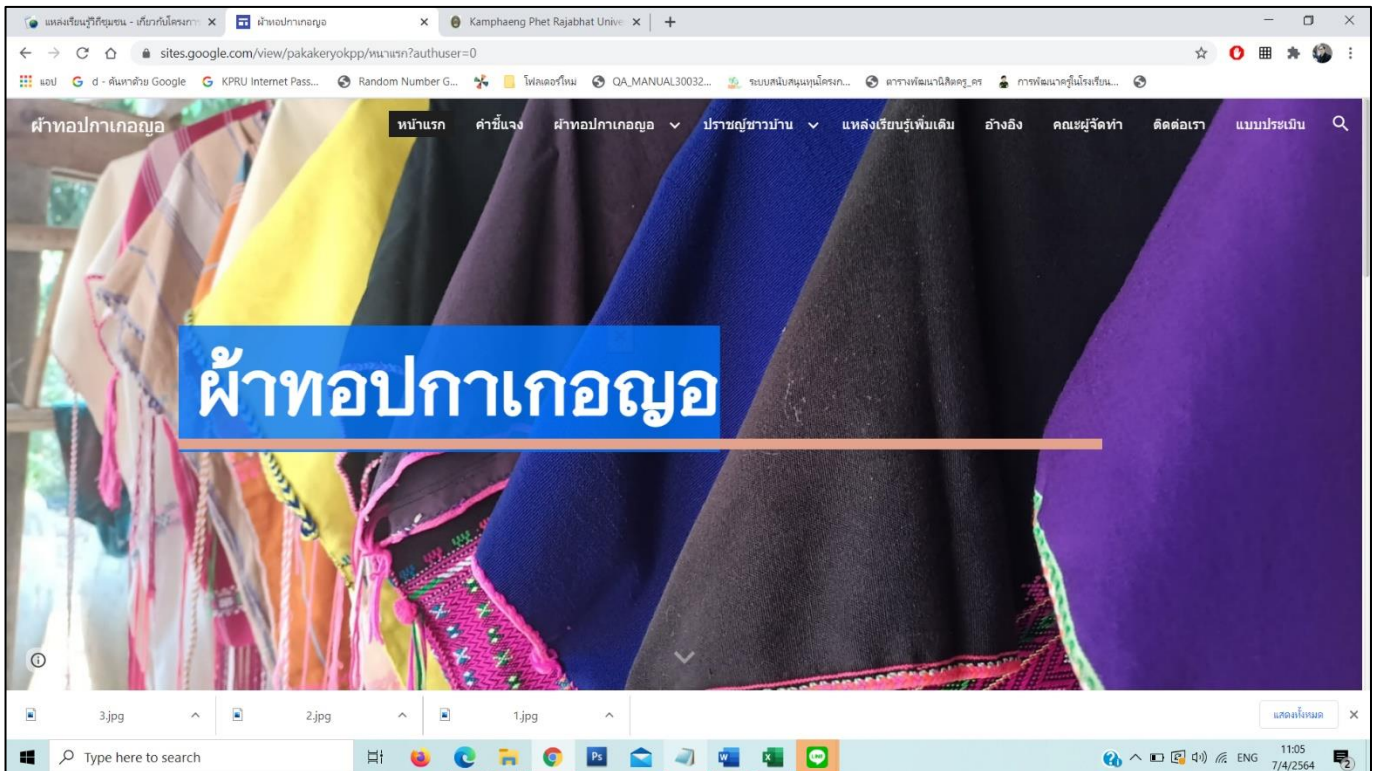 แหล่งเรียนรู้วิถีชุมชน - เกี่ยวกับโครงการ
ผ้าทอปกาเกอญอ
Kamphaeng Phet Rajabhat Unive
sites.google.com/view/pakakeryokpp/หน้าแรก?authuser=0
แอป
d - ค้นหาด้วย Google
KPRU Internet Pass...
Random Number G...
โฟลเดอร์ใหม่
QA_MANUAL30032...
ระบบสนับสนุนทุนโครงก...
ตารางพัฒนานิสิตครู_คร
การพัฒนาครูในโรงเรียน...
ผ้าทอปกาเกอญอ
หน้าแรก
คำชี้แจง
ผ้าทอปกาเกอญอ
ปราชญ์ชาวบ้าน
แหล่งเรียนรู้เพิ่มเติม
อ้างอิง
คณะผู้จัดทำ
ติดต่อเรา
แบบประเมิน
ผ้าทอปกาเกอญอ
3.jpg
2.jpg
1.jpg
แสดงทั้งหมด
Type here to search
Ps
LINE
ENG
11:05
7/4/2564
2